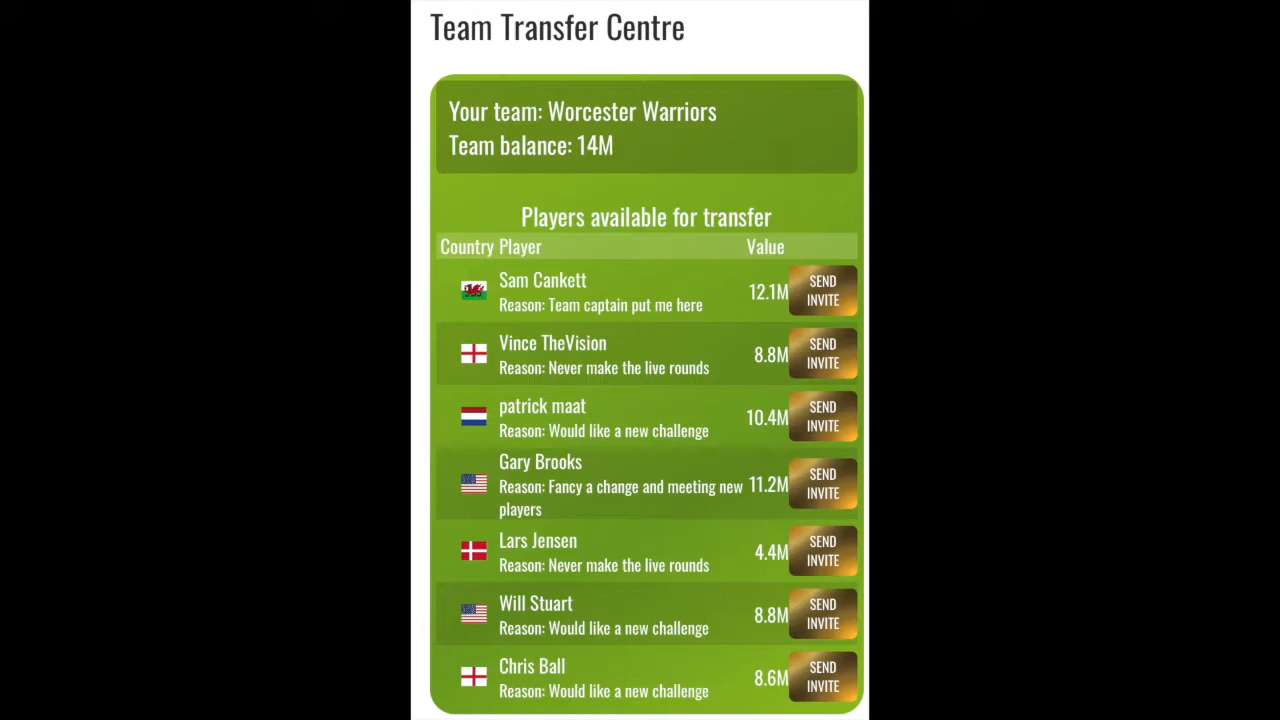 Team Transfer Centre
Your team: Worcester Warriors
Team balance: 14M
Players available for transfer
Country Player Value
Sam Cankett
Reason: Team captain put me here
12.1M
SEND
INVITE
Vince TheVision
Reason: Never make the live rounds
8.8M
SEND
INVITE
patrick maat
Reason: Would like a new challenge
10.4M
SEND
INVITE
Gary Brooks
Reason: Fancy a change and meeting new
players
11.2M
SEND
INVITE
Lars Jensen
Reason: Never make the live rounds
4.4M
SEND
INVITE
Will Stuart
Reason: Would like a new challenge
8.8M
SEND
INVITE
Chris Ball
Reason: Would like a new challenge
8.6M
SEND
INVITE